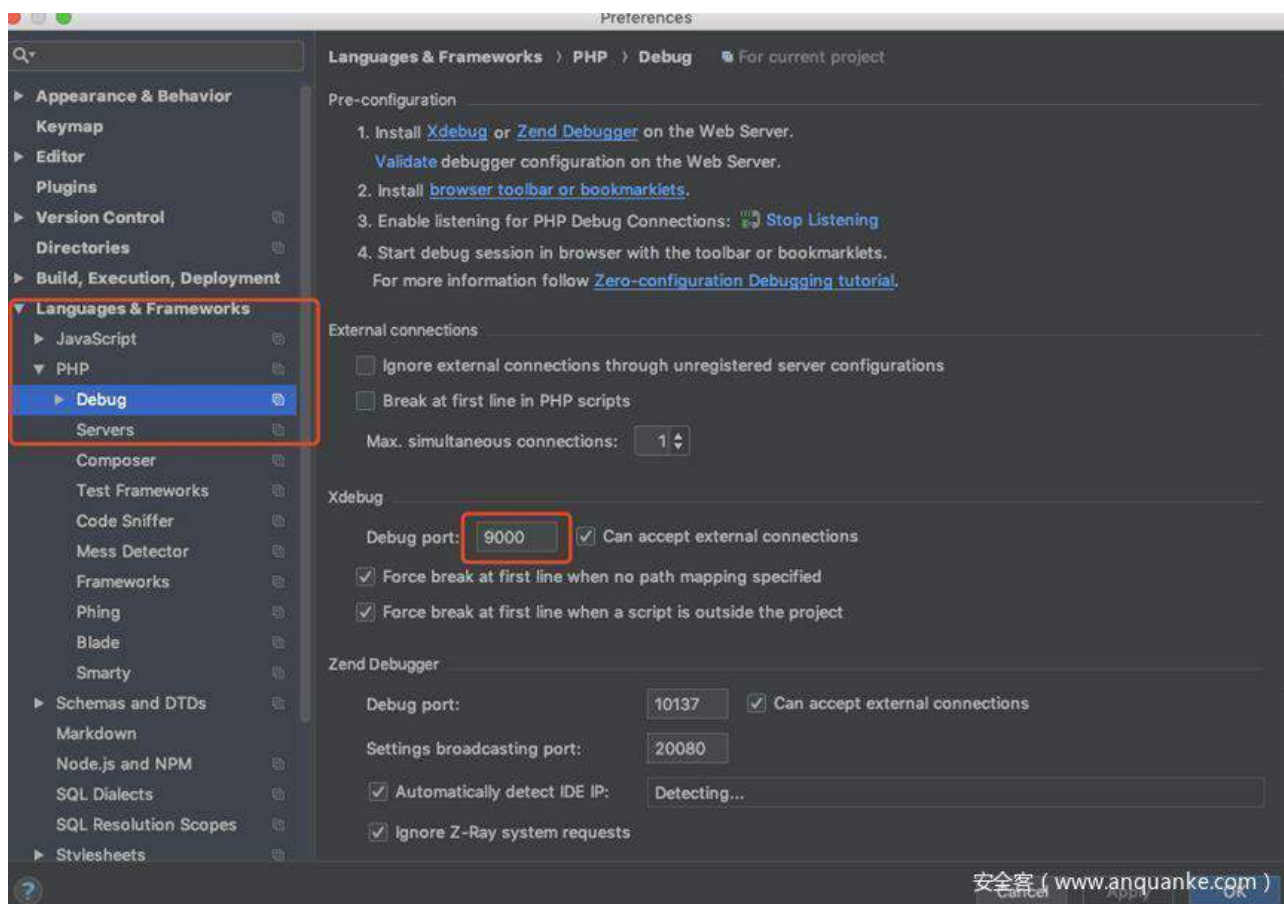 Preferences
Languages & Frameworks › PHP › Debug For current project
Appearance & Behavior
Keymap
Editor
Plugins
Version Control
Directories
Build, Execution, Deployment
Languages & Frameworks
JavaScript
PHP
Debug
Servers
Composer
Test Frameworks
Code Sniffer
Mess Detector
Frameworks
Phing
Blade
Smarty
Schemas and DTDs
Markdown
Node.js and NPM
SQL Dialects
SQL Resolution Scopes
Stylesheets
Pre-configuration
1. Install Xdebug or Zend Debugger on the Web Server.
Validate debugger configuration on the Web Server.
2. Install browser toolbar or bookmarklets.
3. Enable listening for PHP Debug Connections: Stop Listening
4. Start debug session in browser with the toolbar or bookmarklets.
For more information follow Zero-configuration Debugging tutorial.
External connections
Ignore external connections through unregistered server configurations
Break at first line in PHP scripts
Max. simultaneous connections: 1
Xdebug
Debug port: 9000 Can accept external connections
Force break at first line when no path mapping specified
Force break at first line when a script is outside the project
Zend Debugger
Debug port: 10137 Can accept external connections
Settings broadcasting port: 20080
Automatically detect IDE IP: Detecting...
Ignore Z-Ray system requests
?
Cancel Apply OK
安全客 ( www.anquanke.com )